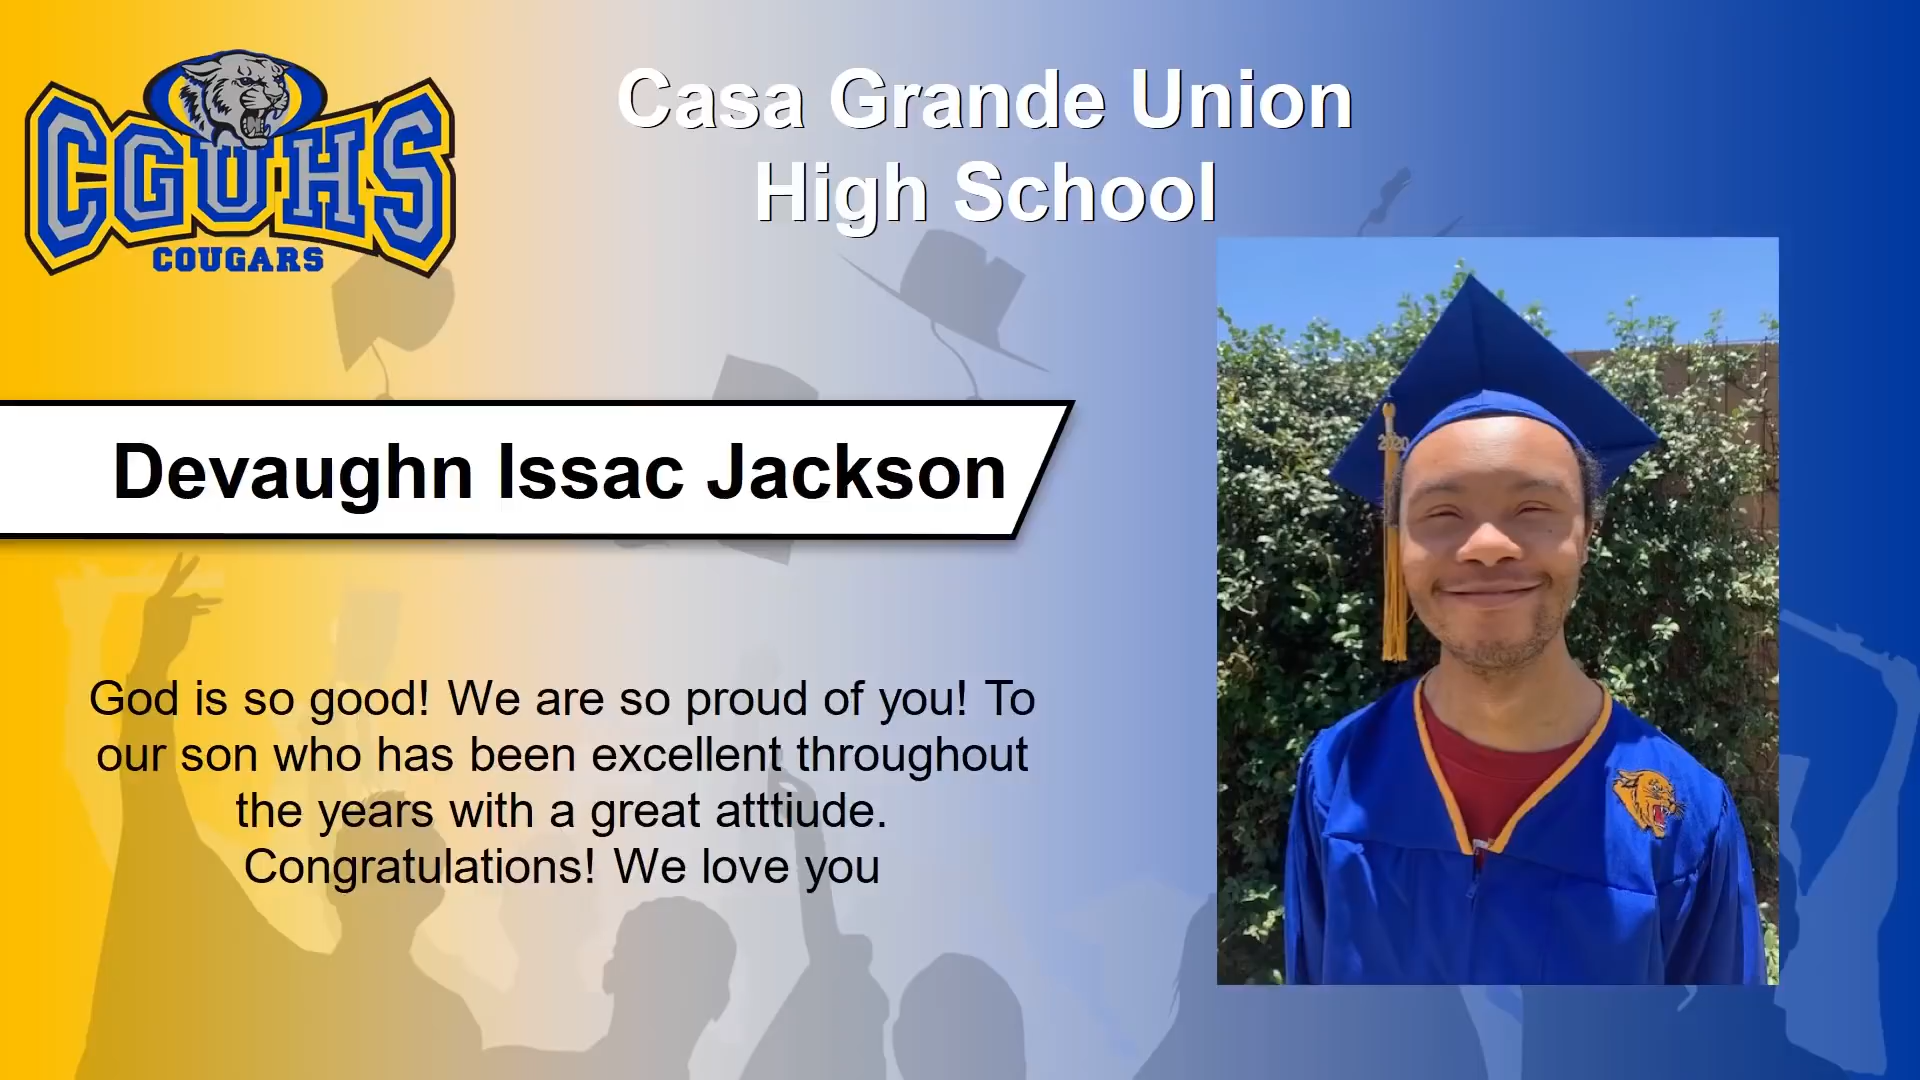 CGUHS
COUGARS
Casa Grande Union
High School
2020
Devaughn Issac Jackson
God is so good! We are so proud of you! To
our son who has been excellent throughout
the years with a great atttiude.
Congratulations! We love you